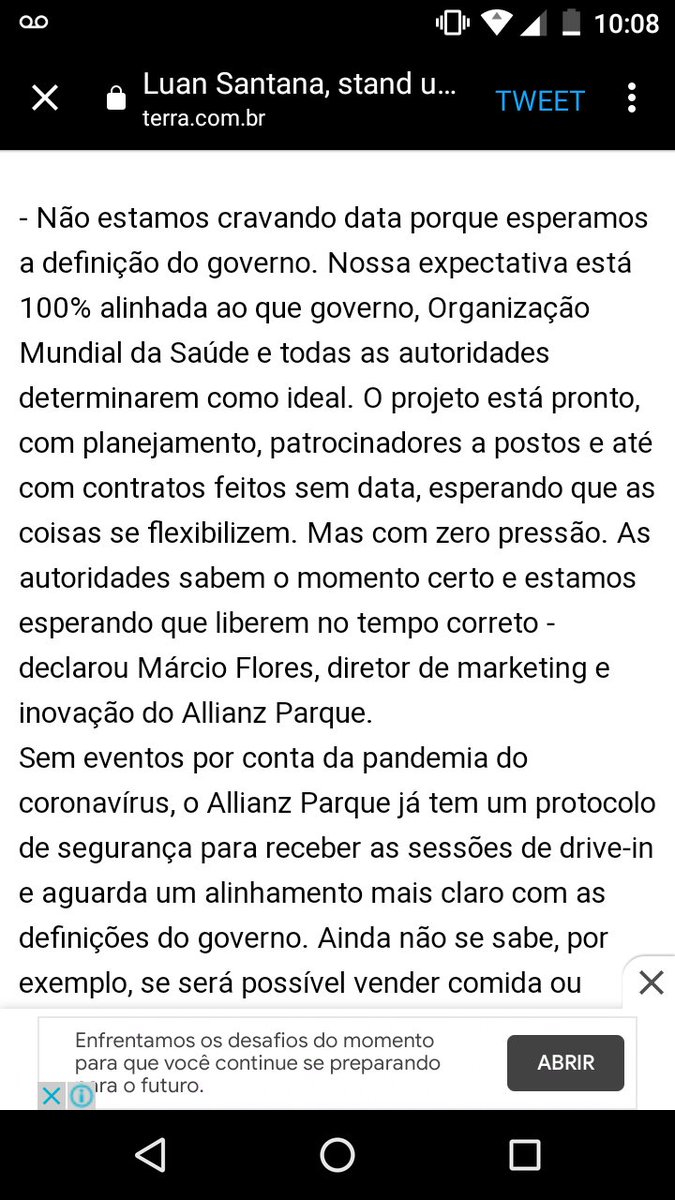 10:08
Luan Santana, stand u...
terra.com.br
TWEET
- Não estamos cravando data porque esperamos
a definição do governo. Nossa expectativa está
100% alinhada ao que governo, Organização
Mundial da Saúde e todas as autoridades
determinarem como ideal. O projeto está pronto,
com planejamento, patrocinadores a postos e até
com contratos feitos sem data, esperando que as
coisas se flexibilizem. Mas com zero pressão. As
autoridades sabem o momento certo e estamos
esperando que liberem no tempo correto -
declarou Márcio Flores, diretor de marketing e
inovação do Allianz Parque.
Sem eventos por conta da pandemia do
coronavírus, o Allianz Parque já tem um protocolo
de segurança para receber as sessões de drive-in
e aguarda um alinhamento mais claro com as
definições do governo. Ainda não se sabe, por
exemplo, se será possível vender comida ou
Enfrentamos os desafios do momento
para que você continue se preparando
para o futuro.
ABRIR